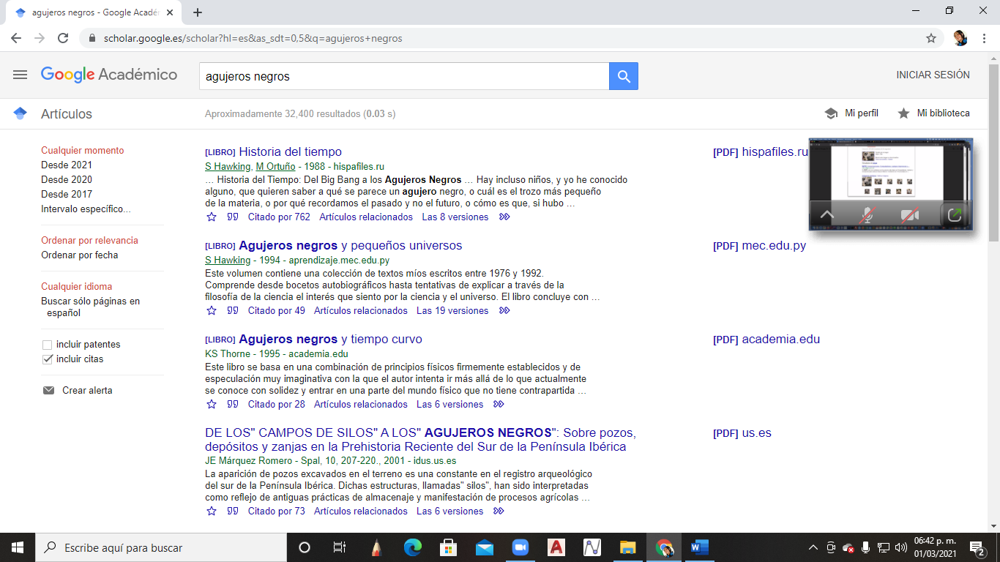 agujeros negros - Google Acadé
scholar.google.es/scholar?hl=es&as_sdt=0,5&q=agujeros+negros
Google Académico
agujeros negros
INICIAR SESIÓN
Artículos
Aproximadamente 32,400 resultados (0.03 s)
Mi perfil
Mi biblioteca
Cualquier momento
Desde 2021
Desde 2020
Desde 2017
Intervalo específico...
Ordenar por relevancia
Ordenar por fecha
Cualquier idioma
Buscar sólo páginas en
español
incluir patentes
incluir citas
Crear alerta
[LIBRO] Historia del tiempo
S Hawking, M Ortuño - 1988 - hispafiles.ru
… Historia del Tiempo: Del Big Bang a los Agujeros Negros … Hay incluso niños, y yo he conocido
alguno, que quieren saber a qué se parece un agujero negro, o cuál es el trozo más pequeño
de la materia, o por qué recordamos el pasado y no el futuro, o cómo es que, si hubo …
Citado por 762 Artículos relacionados Las 8 versiones
[PDF] hispafiles.ru
[LIBRO] Agujeros negros y pequeños universos
S Hawking - 1994 - aprendizaje.mec.edu.py
Este volumen contiene una colección de textos míos escritos entre 1976 y 1992.
Comprende desde bocetos autobiográficos hasta tentativas de explicar a través de la
filosofía de la ciencia el interés que siento por la ciencia y el universo. El libro concluye con …
Citado por 49 Artículos relacionados Las 19 versiones
[PDF] mec.edu.py
[LIBRO] Agujeros negros y tiempo curvo
KS Thorne - 1995 - academia.edu
Este libro se basa en una combinación de principios físicos firmemente establecidos y de
especulación muy imaginativa con la que el autor intenta ir más allá de lo que actualmente
se conoce con solidez y entrar en una parte del mundo físico que no tiene contrapartida …
Citado por 28 Artículos relacionados Las 6 versiones
[PDF] academia.edu
DE LOS" CAMPOS DE SILOS" A LOS" AGUJEROS NEGROS": Sobre pozos,
depósitos y zanjas en la Prehistoria Reciente del Sur de la Península Ibérica
JE Márquez Romero - Spal, 10, 207-220., 2001 - idus.us.es
La aparición de pozos excavados en el terreno es una constante en el registro arqueológico
del sur de la Península Ibérica. Dichas estructuras, llamadas" silos", han sido interpretadas
como reflejo de antiguas prácticas de almacenaje y manifestación de procesos agrícolas …
Citado por 73 Artículos relacionados Las 6 versiones
[PDF] us.es
Escribe aquí para buscar
06:42 p. m.
01/03/2021
2